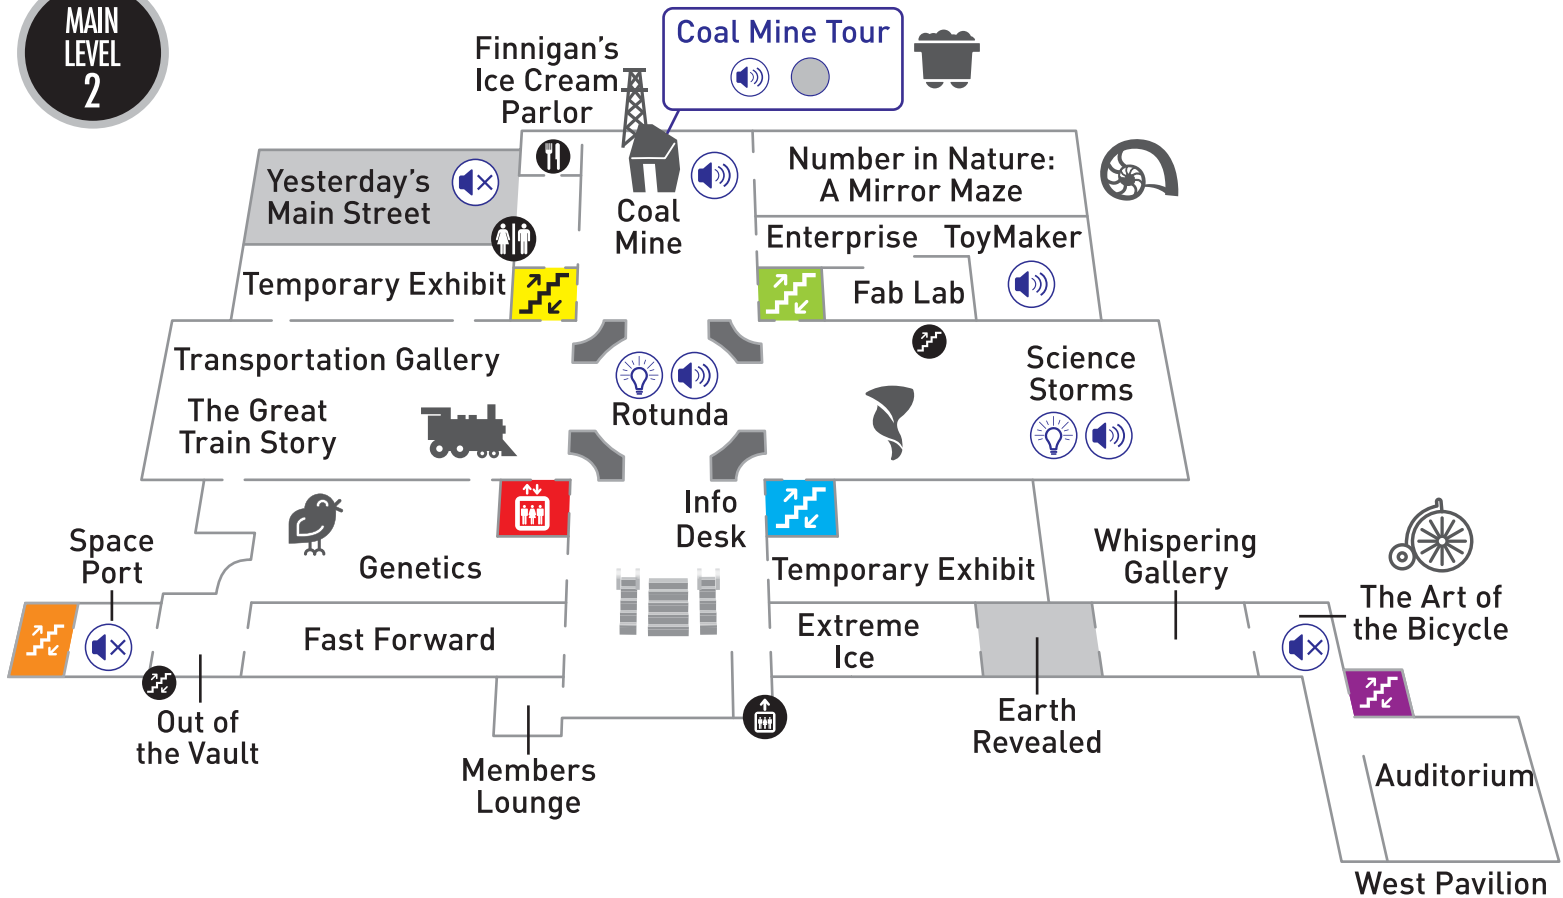 MAIN
LEVEL
2
Coal Mine Tour
Finnigan's
Ice Cream
Parlor
Yesterday's
Main Street
Coal
Mine
Number in Nature:
A Mirror Maze
Enterprise
ToyMaker
Temporary Exhibit
Fab Lab
Transportation Gallery
The Great
Train Story
Rotunda
Science
Storms
Info
Desk
Space
Port
Genetics
Temporary Exhibit
Whispering
Gallery
The Art of
the Bicycle
Fast Forward
Extreme
Ice
Out of
the Vault
Earth
Revealed
Members
Lounge
Auditorium
West Pavilion